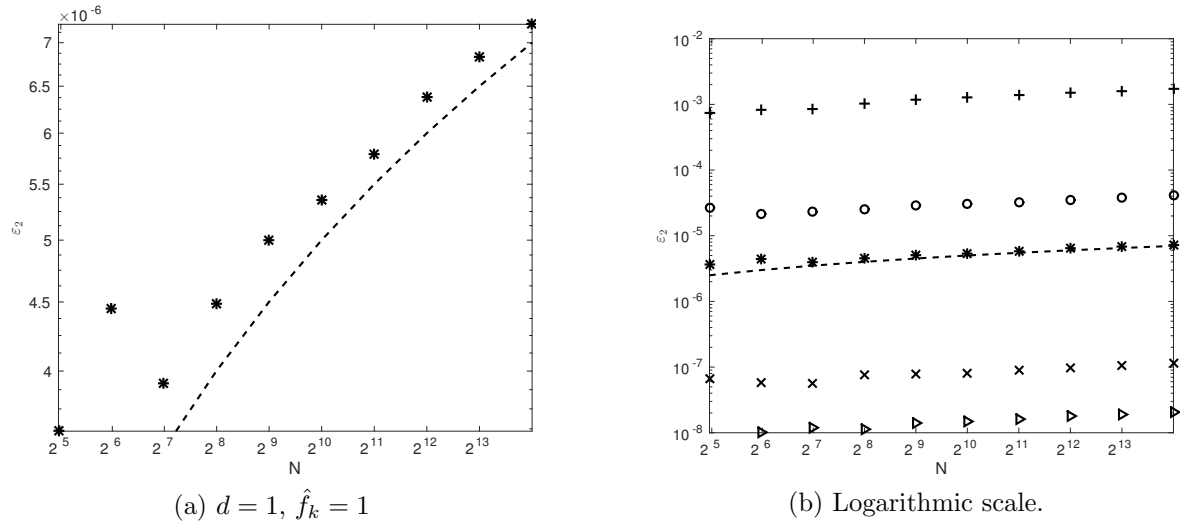 ×10⁻⁶
7
6.5
6
5.5
5
4.5
4
ε₂
2⁵ 2⁶ 2⁷ 2⁸ 2⁹ 2¹⁰ 2¹¹ 2¹² 2¹³
N
(a) d = 1, f̂ₖ = 1
10⁻²
10⁻³
10⁻⁴
10⁻⁵
10⁻⁶
10⁻⁷
10⁻⁸
ε₂
2⁵ 2⁶ 2⁷ 2⁸ 2⁹ 2¹⁰ 2¹¹ 2¹² 2¹³
N
(b) Logarithmic scale.